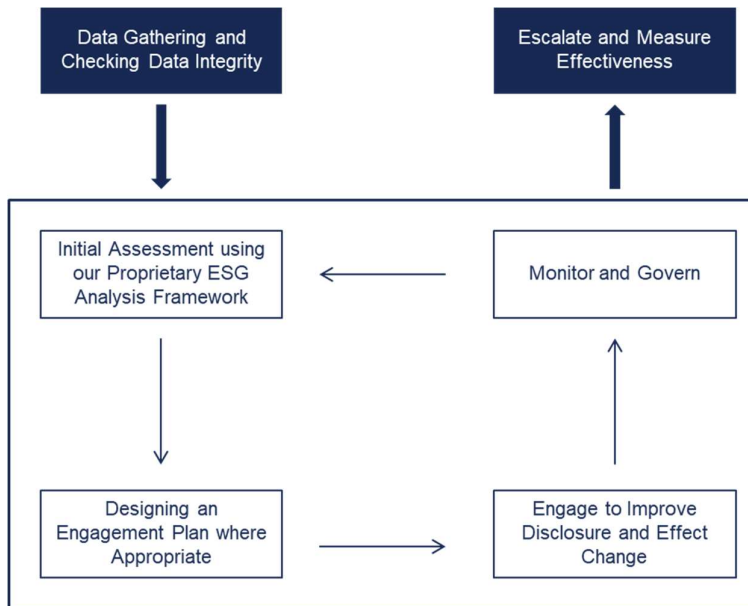 Data Gathering and
Checking Data Integrity
Escalate and Measure
Effectiveness
Initial Assessment using
our Proprietary ESG
Analysis Framework
Monitor and Govern
Designing an
Engagement Plan where
Appropriate
Engage to Improve
Disclosure and Effect
Change